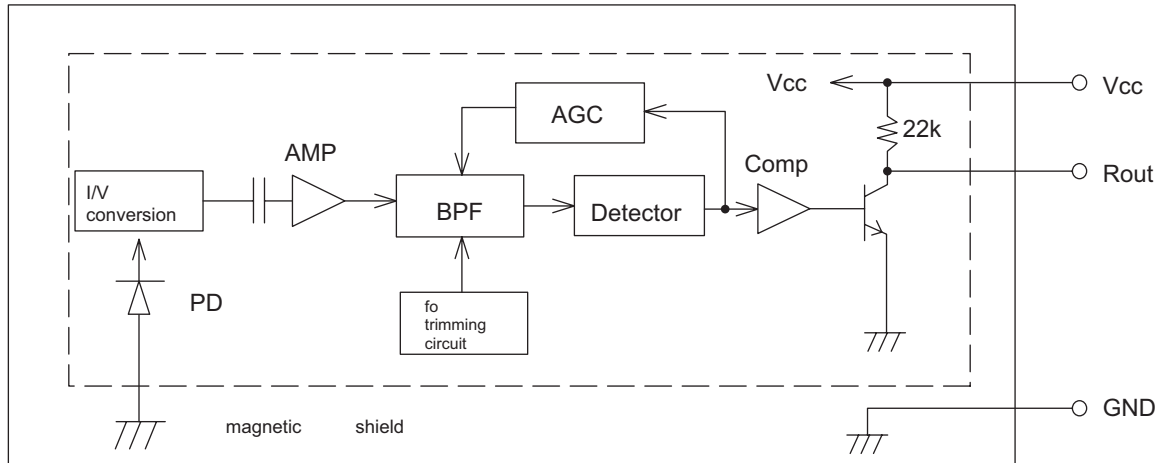 Vcc
Vcc
AGC
22k
AMP
Comp
I/V
conversion
BPF
Detector
Rout
PD
fo
trimming
circuit
GND
magnetic shield